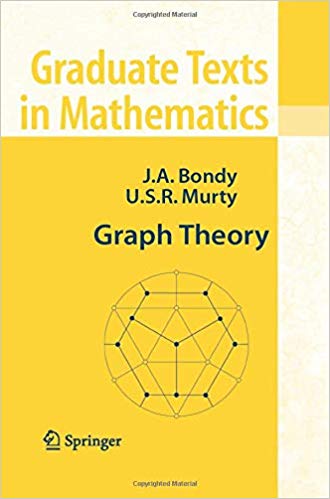 Graduate Texts
in Mathematics
J.A. Bondy
U.S.R. Murty
Graph Theory
Springer
Copyrighted Material